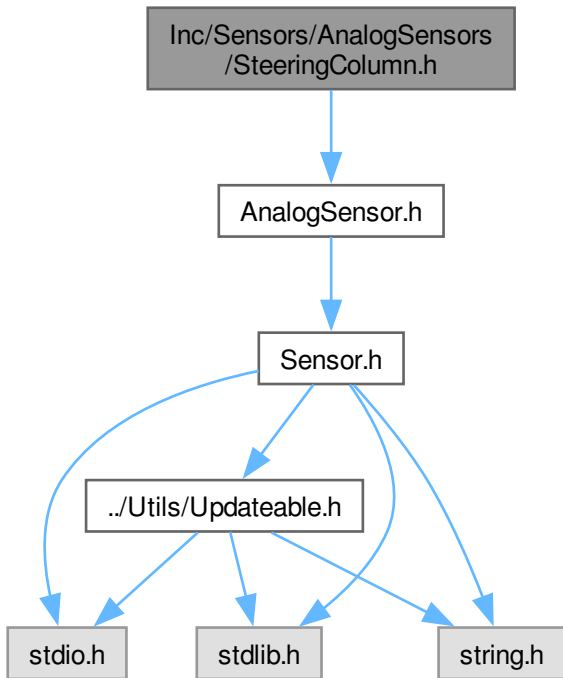 Inc/Sensors/AnalogSensors
/SteeringColumn.h
AnalogSensor.h
Sensor.h
../Utils/Updateable.h
stdio.h
stdlib.h
string.h